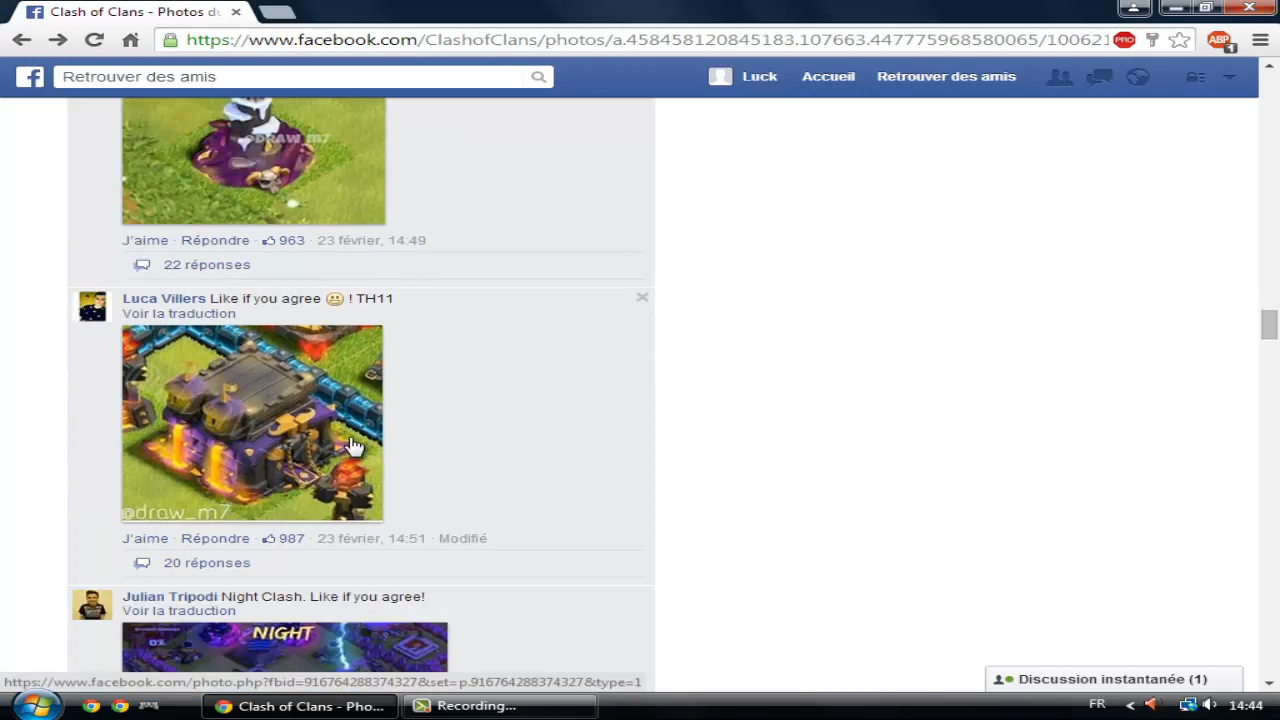 Clash of Clans - Photos du
https://www.facebook.com/ClashofClans/photos/a.458458120845183.107663.447775968580065/100621
PRO
ABP
1
Retrouver des amis
Luck
Accueil
Retrouver des amis
@DRAW_m7
J'aime · Répondre · 963 · 23 février, 14:49
22 réponses
Luca Villers Like if you agree ! TH11
Voir la traduction
@draw_m7
J'aime · Répondre · 987 · 23 février, 14:51 · Modifié
20 réponses
Julian Tripodi Night Clash. Like if you agree!
Voir la traduction
NIGHT
https://www.facebook.com/photo.php?fbid=916764288374327&set=p.916764288374327&type=1
Discussion instantanée (1)
Clash of Clans - Pho...
Recording...
FR
14:44